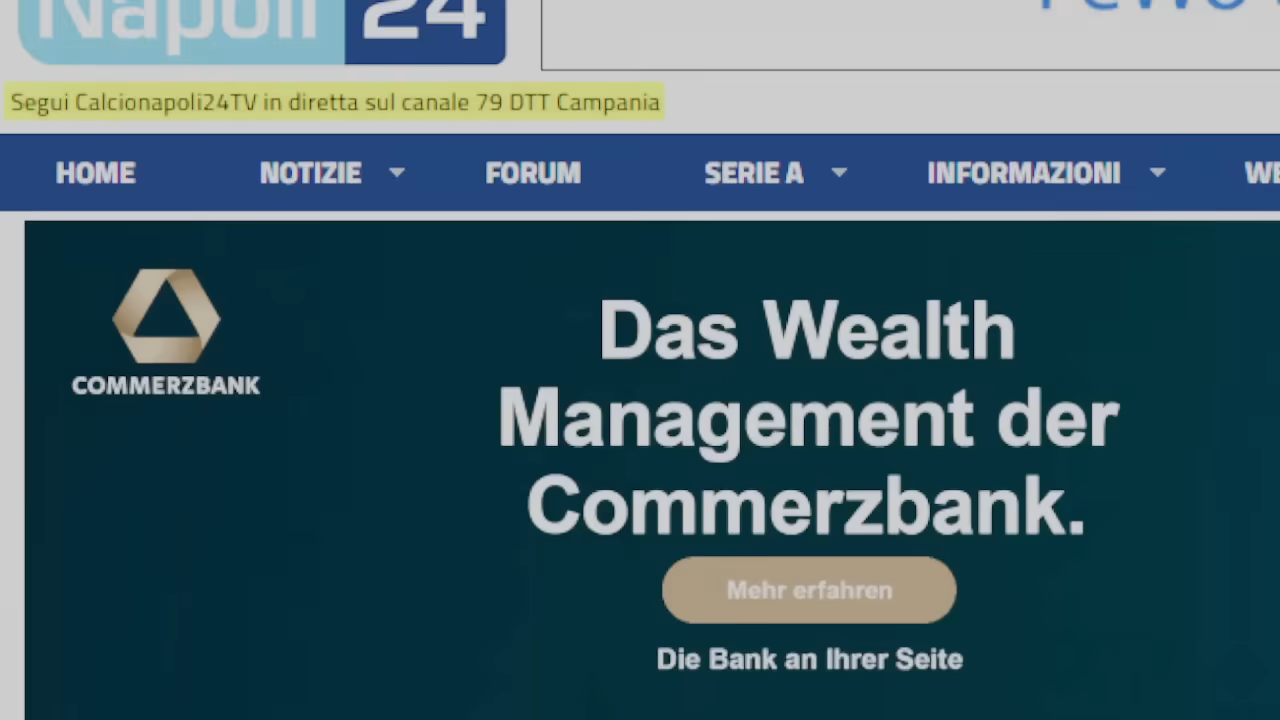 Napoli 24
Segui Calcionapoli24TV in diretta sul canale 79 DTT Campania
HOME NOTIZIE FORUM SERIE A INFORMAZIONI
COMMERZBANK
Das Wealth
Management der
Commerzbank.
Mehr erfahren
Die Bank an Ihrer Seite